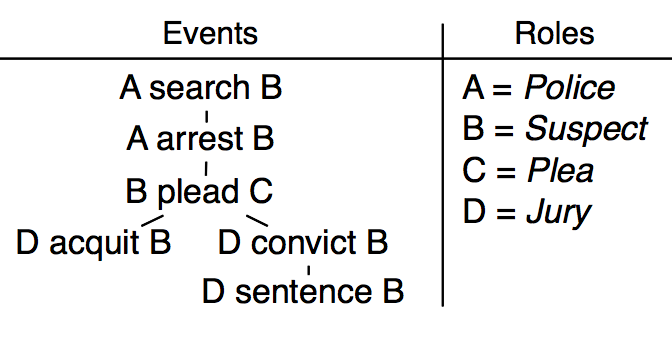 Events
Roles
A search B
A arrest B
B plead C
D acquit B
D convict B
D sentence B
A = Police
B = Suspect
C = Plea
D = Jury